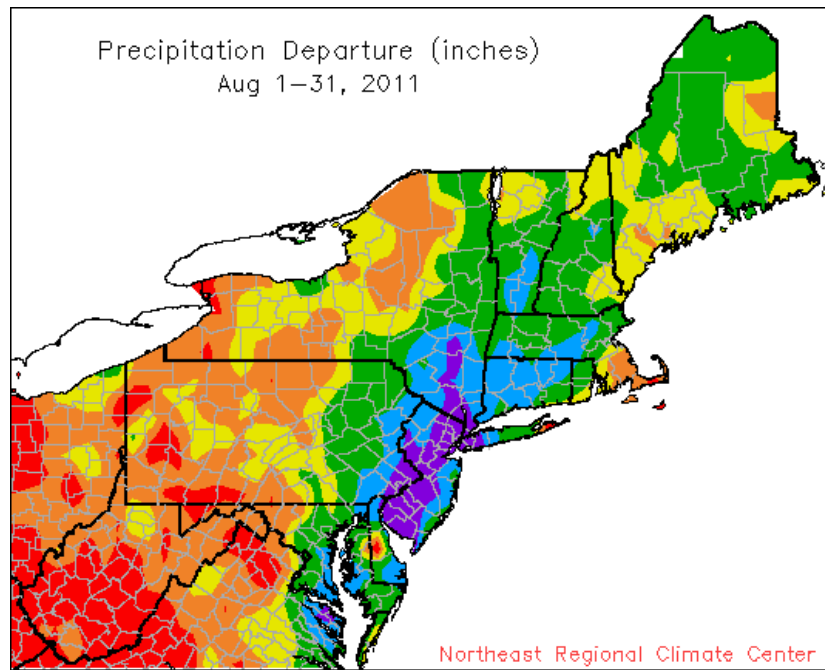 Precipitation Departure (inches)
Aug 1-31, 2011
Northeast Regional Climate Center